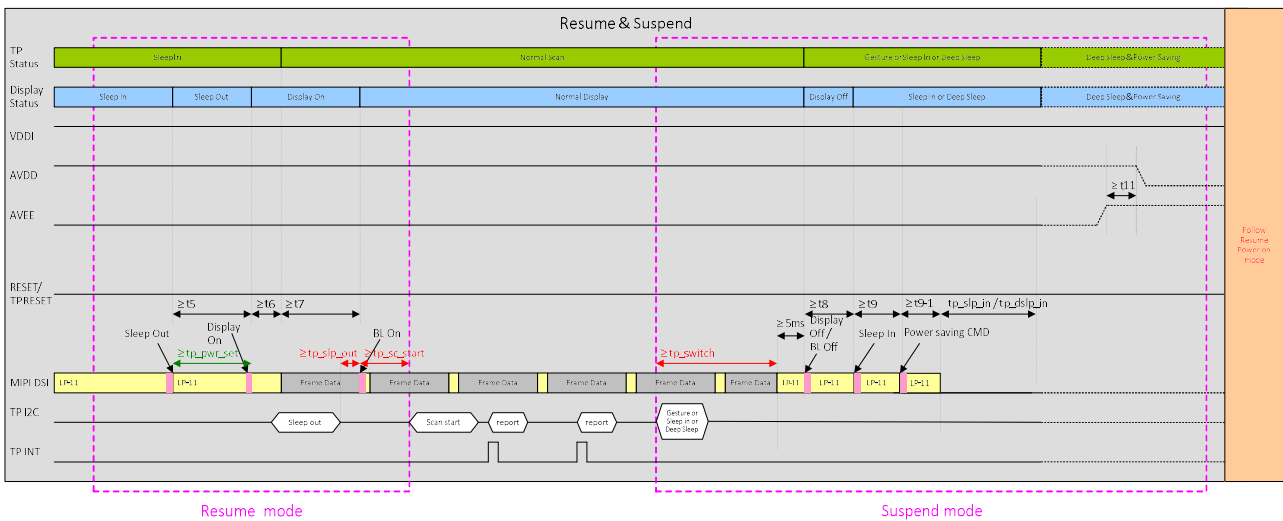 Resume & Suspend
TP
Status
SleepIn
Normal Scan
Gesture or Sleep In or Deep Sleep
Deep Sleep & Power Saving
Display
Status
Sleep In
Sleep Out
Display On
Normal Display
Display Off
Sleep In or Deep Sleep
Deep Sleep & Power Saving
VDDI
AVDD
≥ t11
AVEE
Follow
Resume
Power on
mode
RESET/
TPRESET
≥ t5
≥ t6
≥ t7
≥ t8
≥ t9
≥ t9-1
tp_slp_in / tp_dslp_in
Sleep Out
Display
On
BL On
≥ 5ms
Display
Off /
BL Off
Sleep In
Power saving CMD
≥ tp_pwr_set
≥ tp_slp_out
≥ tp_sc_start
≥ tp_switch
MIPI DSI
LP-11
LP-11
Frame Data
Frame Data
Frame Data
Frame Data
Frame Data
Frame Data
LP-11
LP-11
LP-11
LP-11
TP I2C
Sleep out
Scan start
report
report
Gesture or
Sleep in or
Deep Sleep
TP INT
Resume mode
Suspend mode